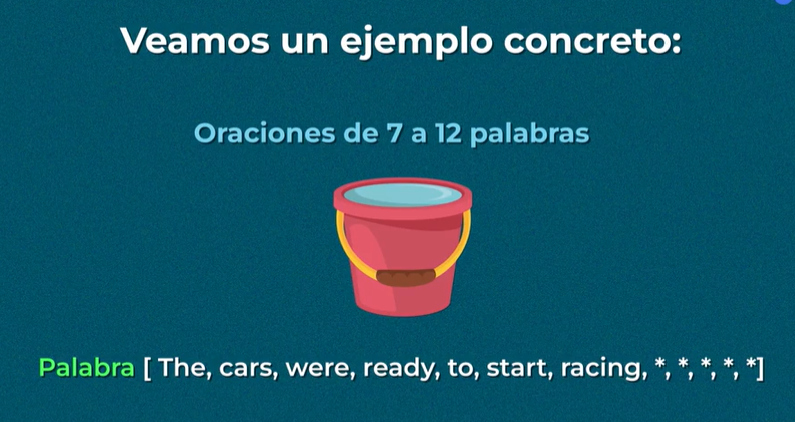 Veamos un ejemplo concreto:
Oraciones de 7 a 12 palabras
Palabra [ The, cars, were, ready, to, start, racing, *, *, *, *, *]